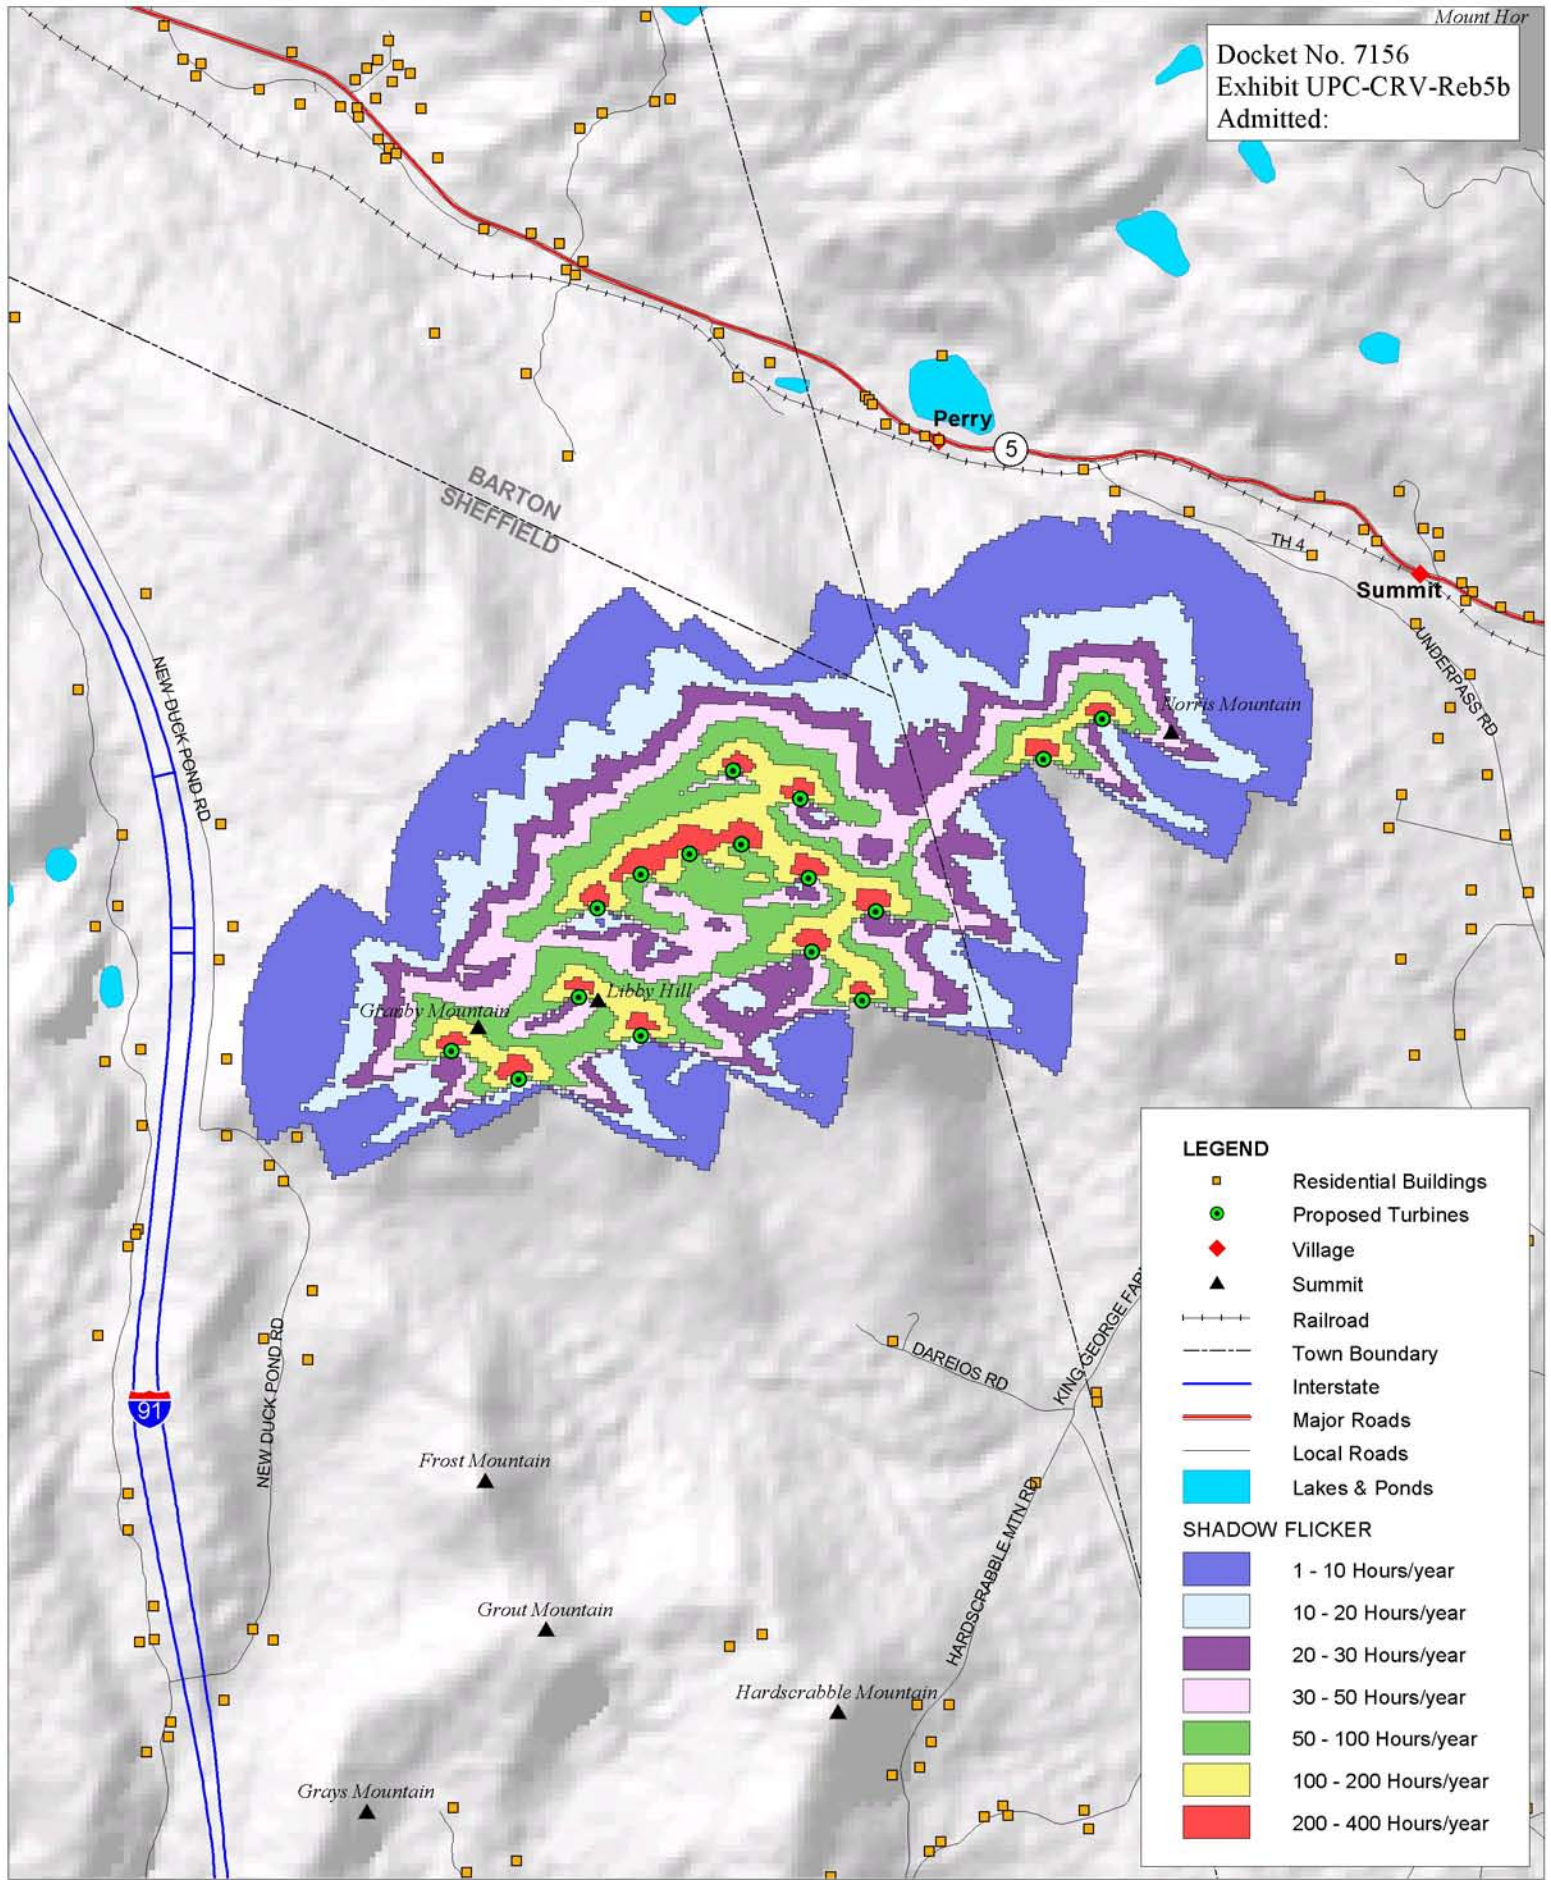 Mount Hor
Docket No. 7156
Exhibit UPC-CRV-Reb5b
Admitted:
Perry
5
BARTON
SHEFFIELD
TH 4
Summit
UNDERPASS RD
NEW DUCK POND RD
Norris Mountain
Libby Hill
Granby Mountain
LEGEND
Residential Buildings
Proposed Turbines
Village
Summit
Railroad
Town Boundary
Interstate
Major Roads
Local Roads
Lakes & Ponds
SHADOW FLICKER
1 - 10 Hours/year
10 - 20 Hours/year
20 - 30 Hours/year
30 - 50 Hours/year
50 - 100 Hours/year
100 - 200 Hours/year
200 - 400 Hours/year
KING GEORGE
DAREIOS RD
91
NEW DUCK POND RD
Frost Mountain
HARDSCRABBLE MTN RD
Grout Mountain
Hardscrabble Mountain
Grays Mountain